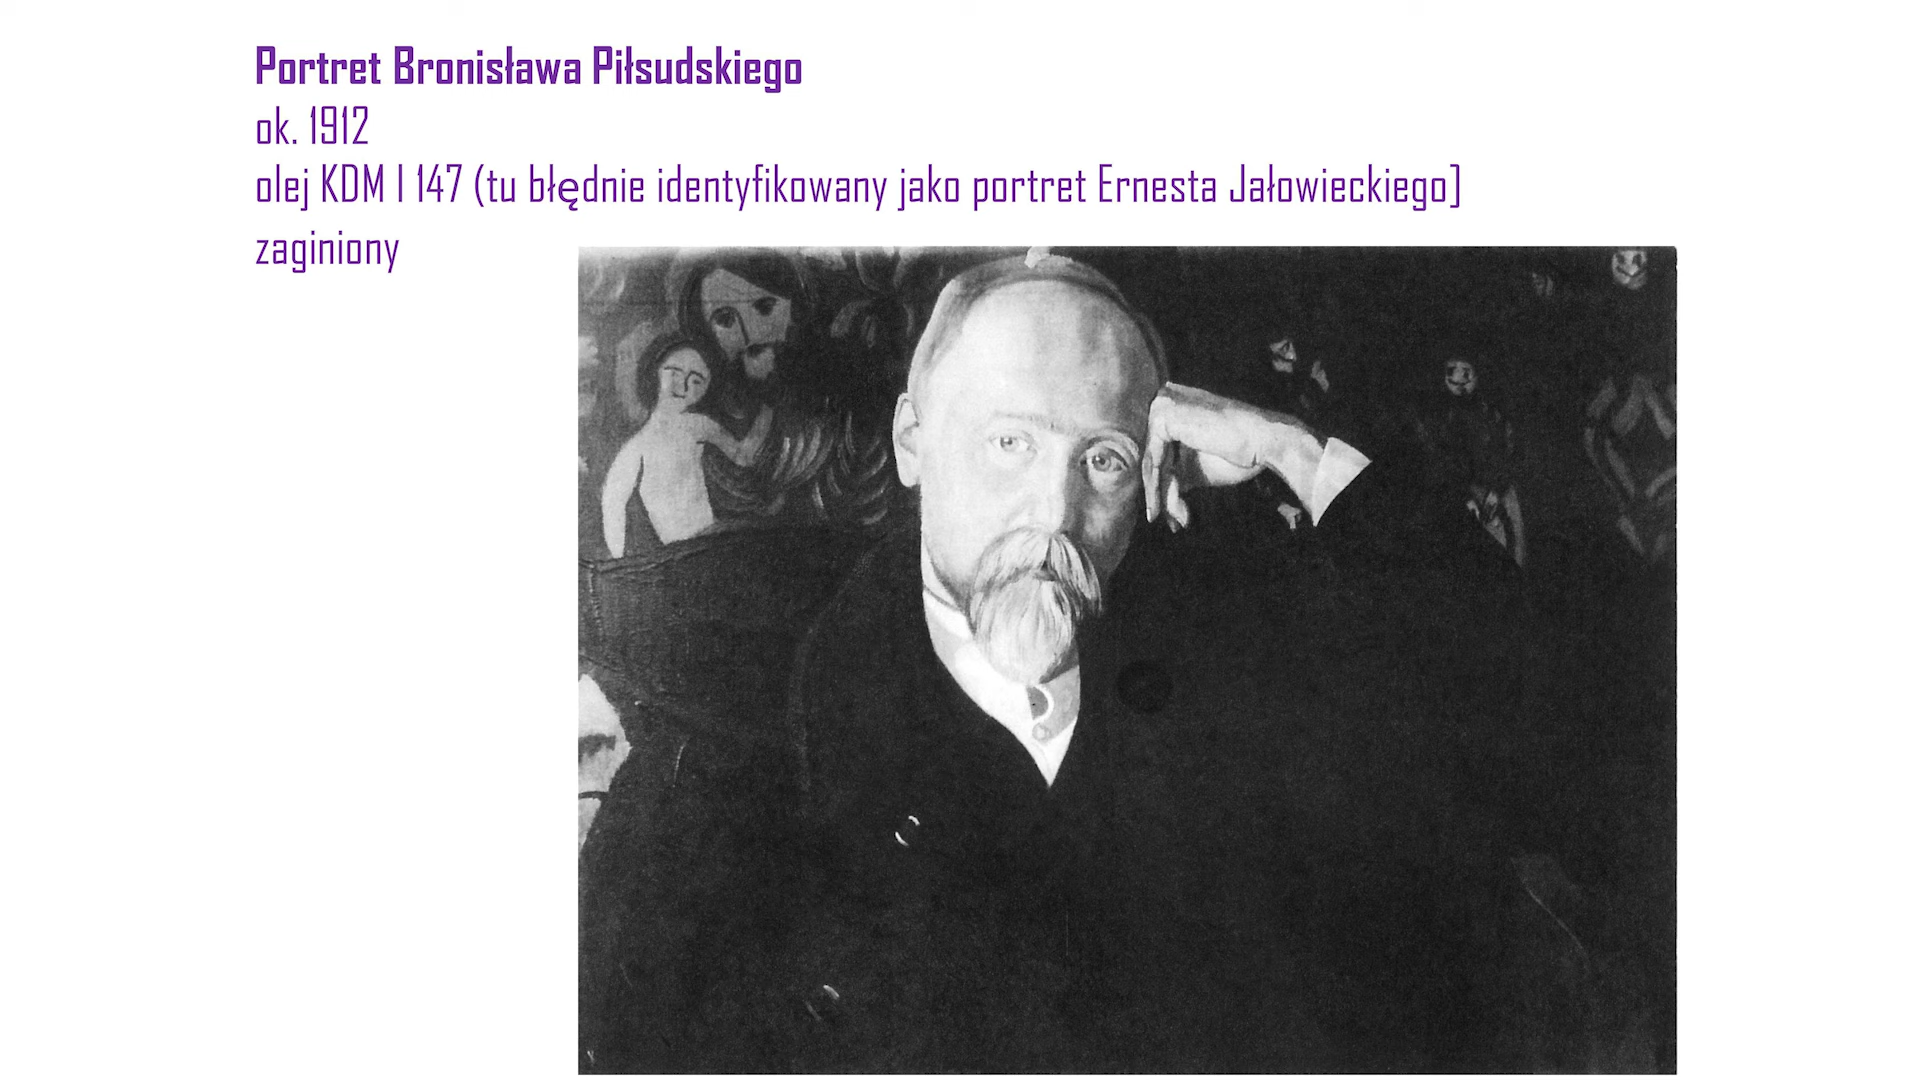 Portret Bronisława Piłsudskiego
ok. 1912
olej KDM I 147 (tu błędnie identyfikowany jako portret Ernesta Jałowieckiego]
zaginiony